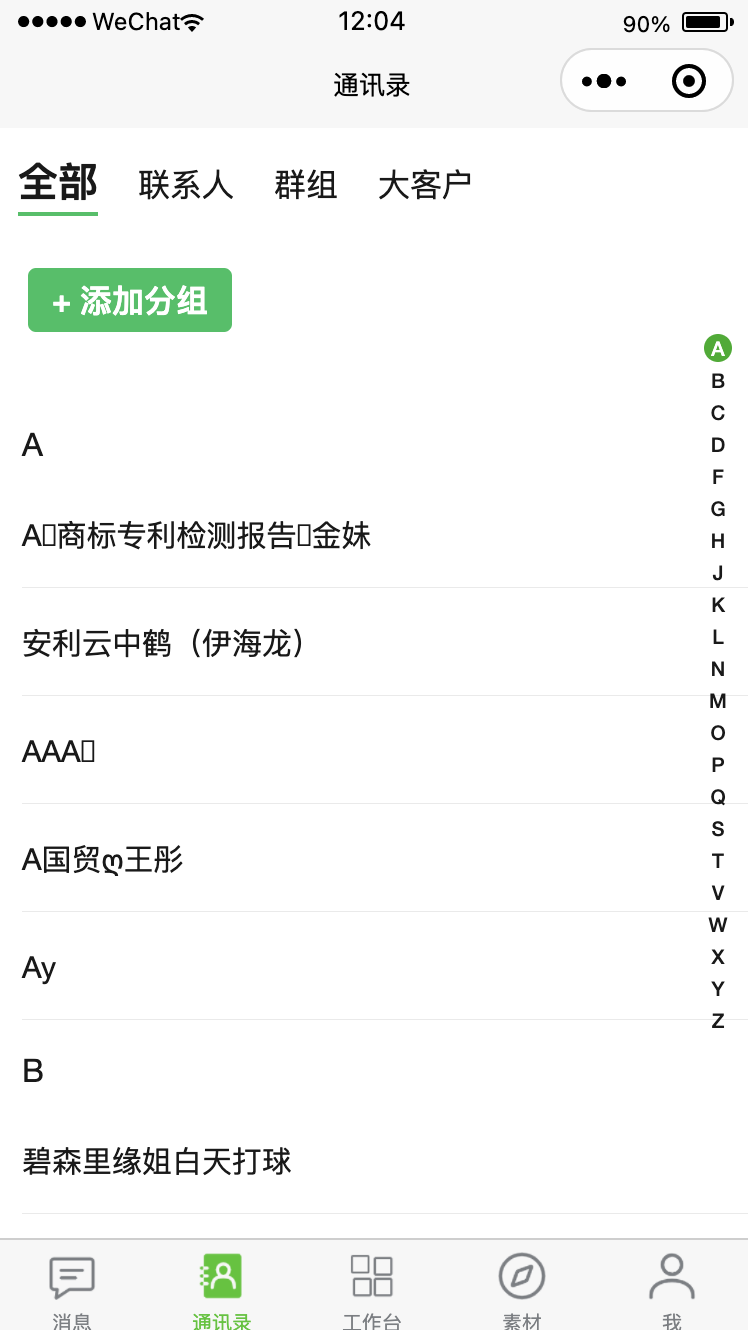 WeChat 12:04 90%
通讯录
全部 联系人 群组 大客户
+ 添加分组
A
B
C
D
F
G
H
J
K
L
N
M
O
P
Q
S
T
V
W
X
Y
Z
A
A▯商标专利检测报告▯金妹
安利云中鹤（伊海龙）
AAA▯
A国贸ღ王彤
Ay
B
碧森里缘姐白天打球
消息 通讯录 工作台 素材 我